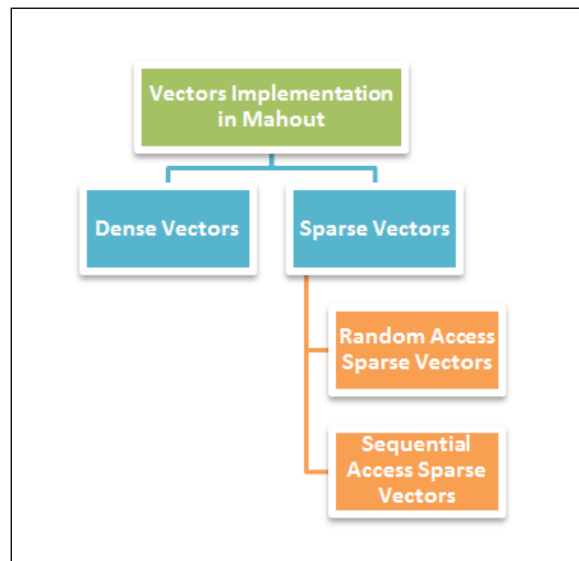 Vectors Implementation
in Mahout
Dense Vectors
Sparse Vectors
Random Access
Sparse Vectors
Sequential
Access Sparse
Vectors